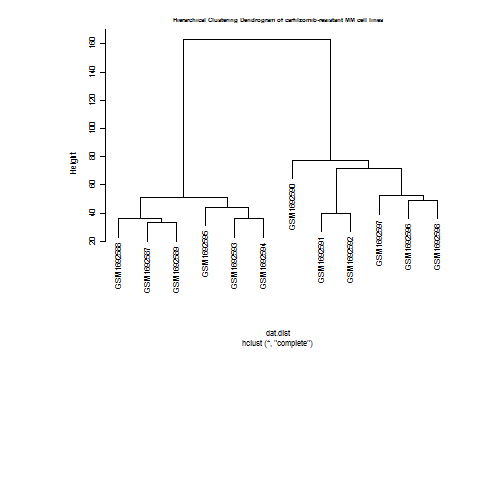 Hierarchical Clustering Dendrogram of carfilzomib-resistant MM cell lines
Height
160
140
120
100
80
60
40
20
GSM1692588
GSM1692587
GSM1692589
GSM1692595
GSM1692593
GSM1692594
GSM1692590
GSM1692591
GSM1692592
GSM1692597
GSM1692596
GSM1692598
dat.dist
hclust (*, "complete")